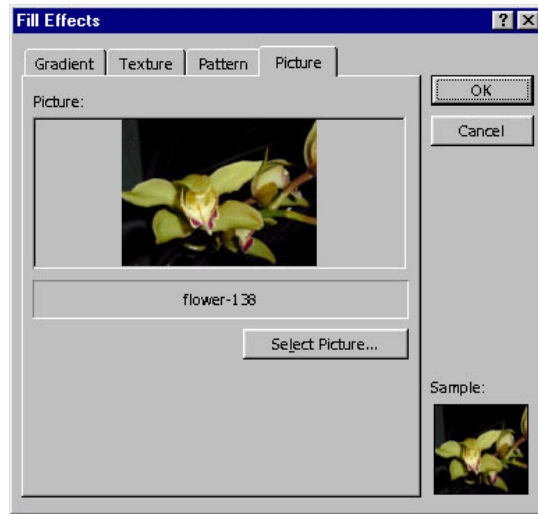 Fill Effects
Gradient Texture Pattern Picture
OK
Picture:
Cancel
flower-138
Select Picture...
Sample: